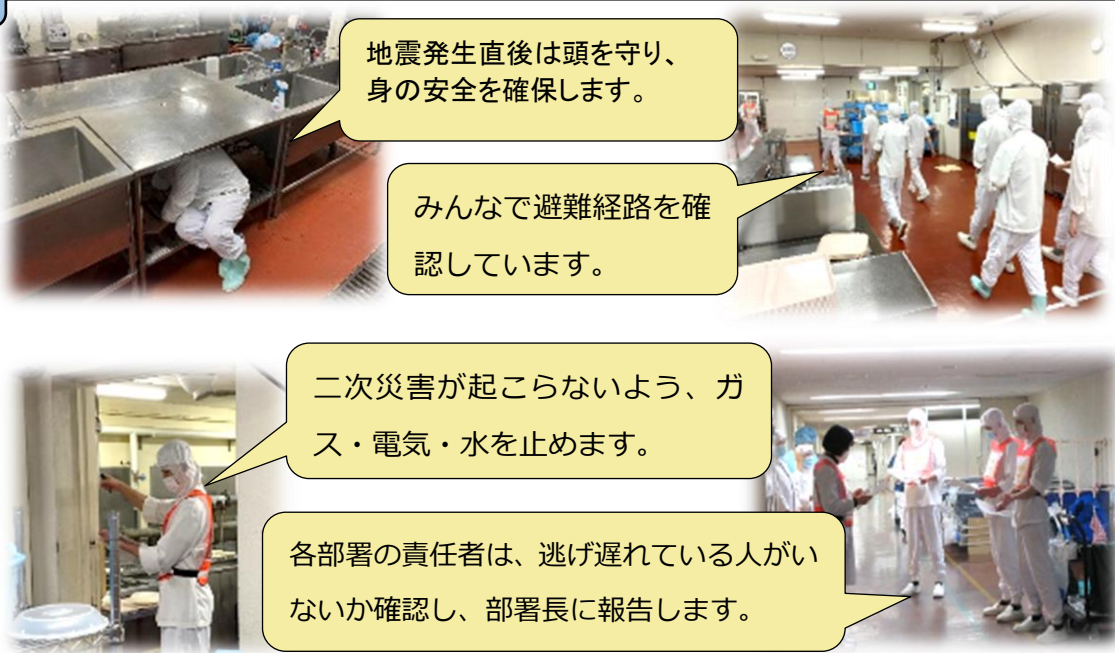 地震発生直後は頭を守り、
身の安全を確保します。
みんなで避難経路を確
認しています。
二次災害が起こらないよう、ガ
ス・電気・水を止めます。
各部署の責任者は、逃げ遅れている人がい
ないか確認し、部署長に報告します。